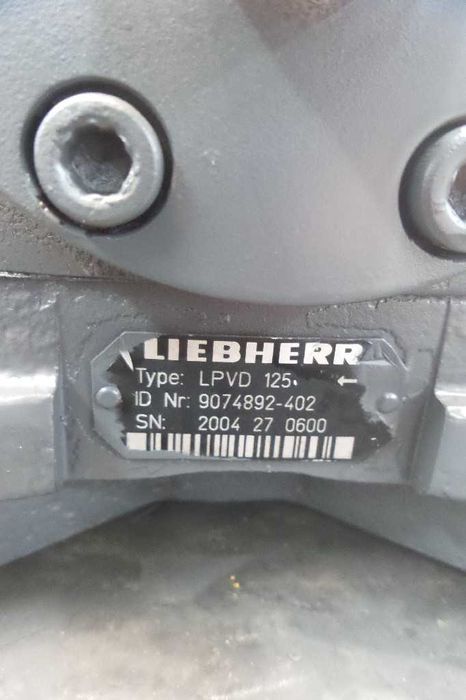 LIEBHERR
Type: LPVD 125 ←
ID Nr: 9074892-402
SN: 2004 27 0600